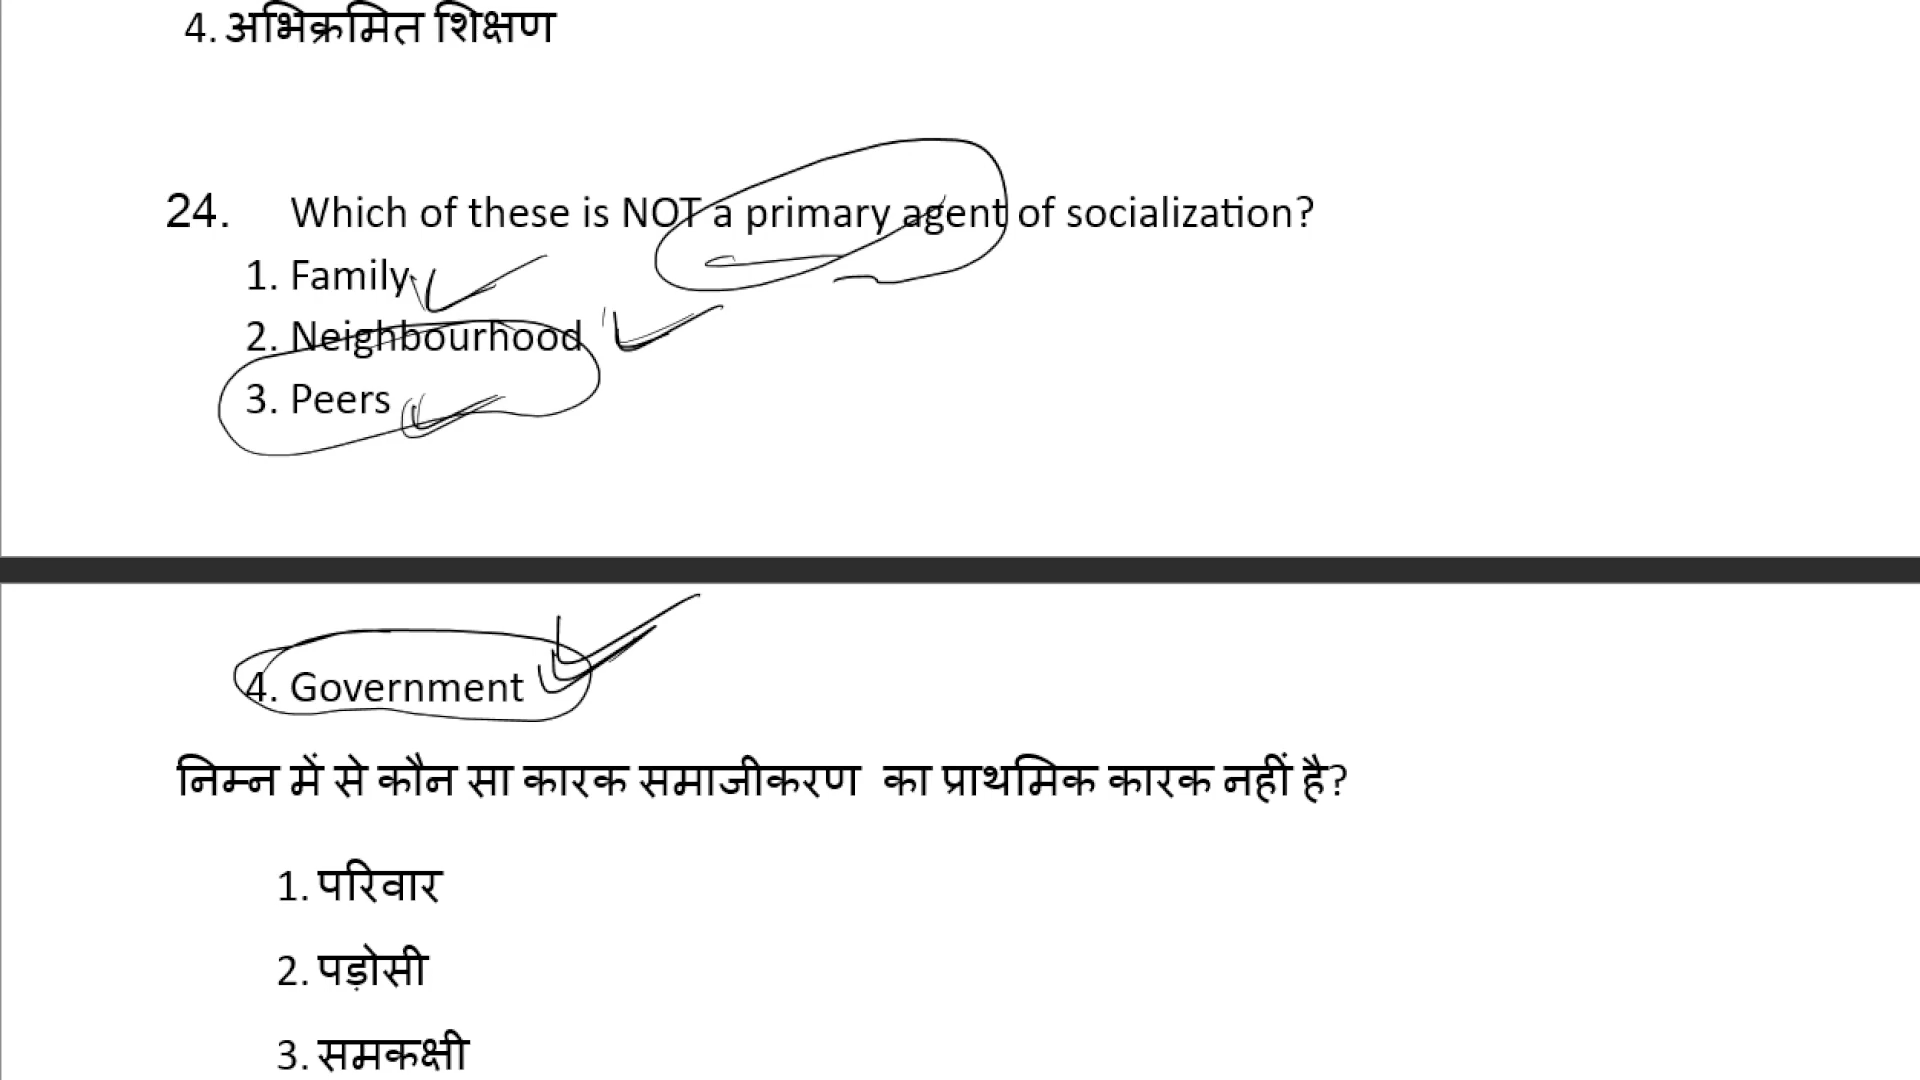 4. अभिक्रमित शिक्षण
24. Which of these is NOT a primary agent of socialization?
1. Family
2. Neighbourhood
3. Peers
4. Government
निम्न में से कौन सा कारक समाजीकरण का प्राथमिक कारक नहीं है?
1. परिवार
2. पड़ोसी
3. समकक्षी